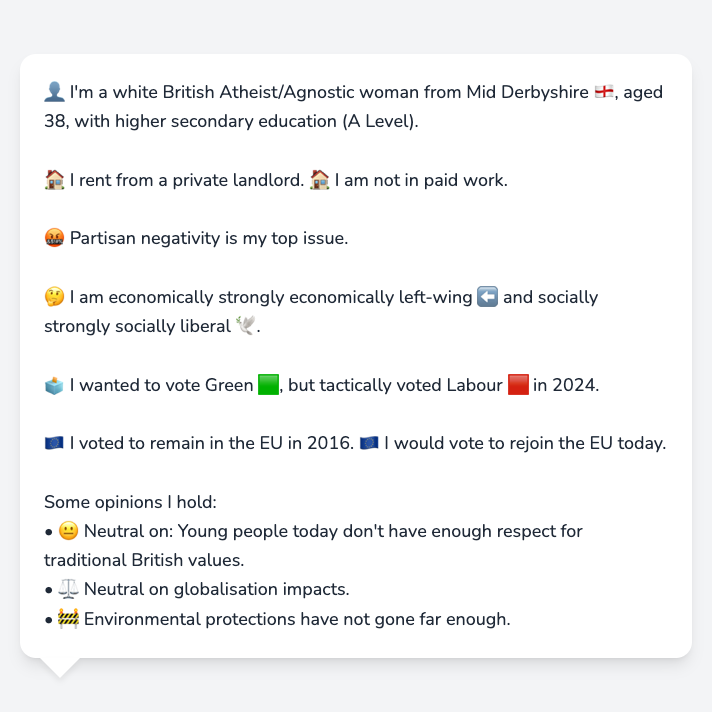 👤 I'm a white British Atheist/Agnostic woman from Mid Derbyshire 🏴󠁧󠁢󠁥󠁮󠁧󠁿, aged
38, with higher secondary education (A Level).
🏠 I rent from a private landlord. 🏠 I am not in paid work.
🤬 Partisan negativity is my top issue.
🤔 I am economically strongly economically left-wing ⬅️ and socially
strongly socially liberal 🕊️.
🗳️ I wanted to vote Green 🟩, but tactically voted Labour 🟥 in 2024.
🇪🇺 I voted to remain in the EU in 2016. 🇪🇺 I would vote to rejoin the EU today.
Some opinions I hold:
• 😐 Neutral on: Young people today don't have enough respect for
traditional British values.
• ⚖️ Neutral on globalisation impacts.
• 🚧 Environmental protections have not gone far enough.